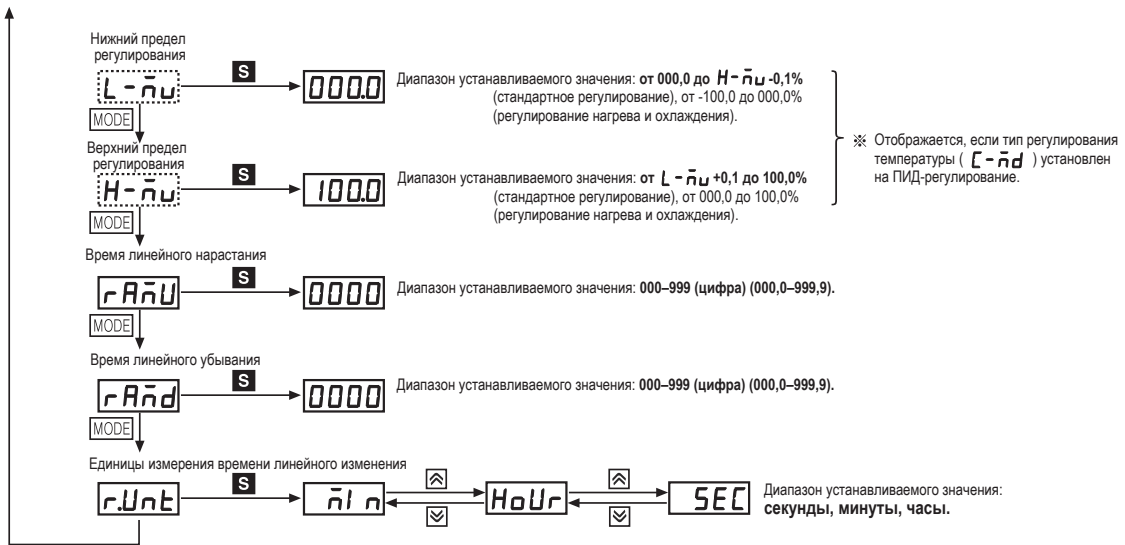 Нижний предел
регулирования
L-n̄u S 000.0 Диапазон устанавливаемого значения: от 000,0 до H-n̄u -0,1%
(стандартное регулирование), от -100,0 до 000,0%
(регулирование нагрева и охлаждения).
MODE
Верхний предел
регулирования
H-n̄u S 100.0 Диапазон устанавливаемого значения: от L-n̄u +0,1 до 100,0%
(стандартное регулирование), от 000,0 до 100,0%
(регулирование нагрева и охлаждения).
※ Отображается, если тип регулирования
температуры ( C-n̄d ) установлен
на ПИД-регулирование.
MODE
Время линейного нарастания
rAn̄U S 0000 Диапазон устанавливаемого значения: 000–999 (цифра) (000,0–999,9).
MODE
Время линейного убывания
rAn̄d S 0000 Диапазон устанавливаемого значения: 000–999 (цифра) (000,0–999,9).
MODE
Единицы измерения времени линейного изменения
r.Unt S n̄In HoUr SEC Диапазон устанавливаемого значения:
секунды, минуты, часы.